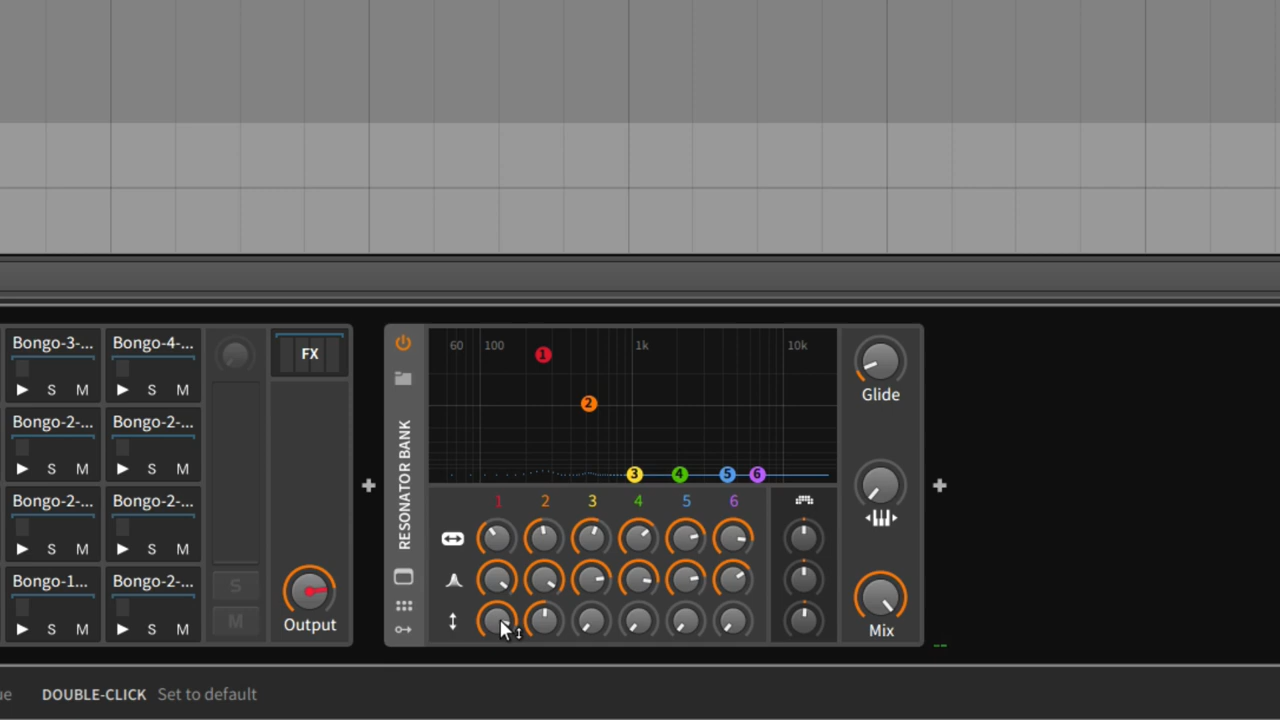 Bongo-3-... Bongo-4-...
S M S M
FX
Bongo-2-... Bongo-2-...
S M S M
Bongo-2-... Bongo-2-...
S M S M
Bongo-1... Bongo-2-...
S M S M
S
M
Output
RESONATOR BANK
60 100 1k 10k
1
2
3 4 5 6
1 2 3 4 5 6
Glide
Mix
ue DOUBLE-CLICK Set to default